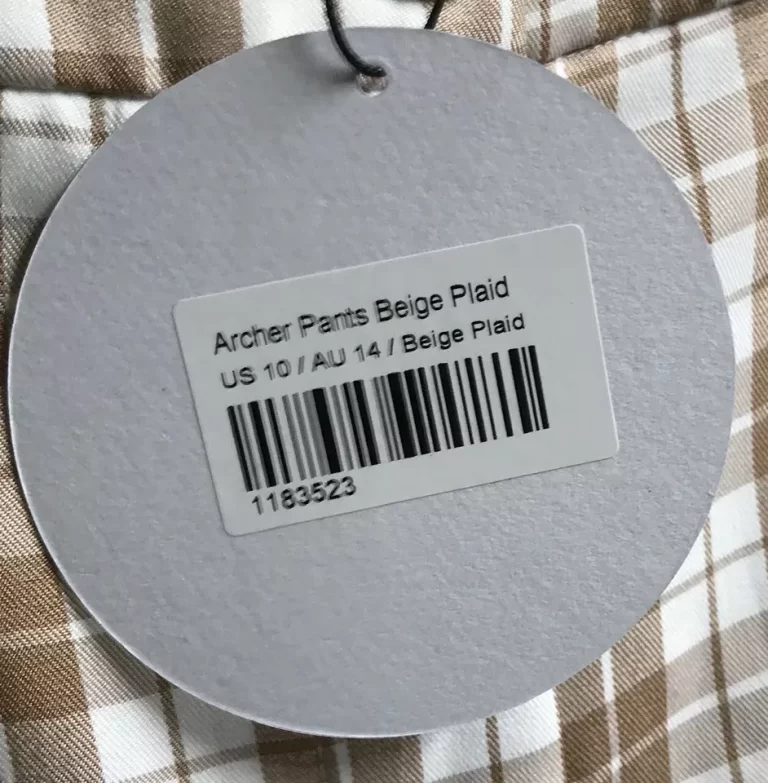 Archer Pants Beige Plaid
US 10 / AU 14 / Beige Plaid
1183523